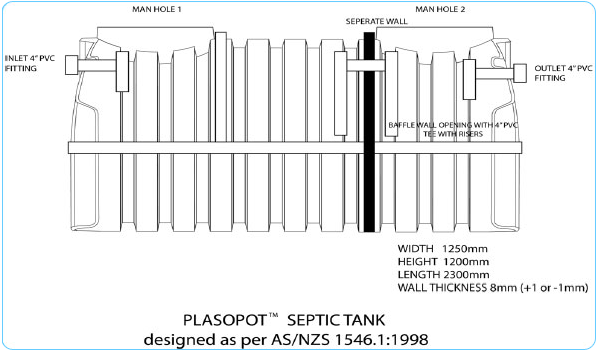 MAN HOLE 1
MAN HOLE 2
SEPERATE WALL
INLET 4" PVC
FITTING
OUTLET 4" PVC
FITTING
BAFFLE WALL OPENING WITH 4" PVC
TEE WITH RISERS
WIDTH 1250mm
HEIGHT 1200mm
LENGTH 2300mm
WALL THICKNESS 8mm (+1 or -1mm)
PLASOPOT™ SEPTIC TANK
designed as per AS/NZS 1546.1:1998